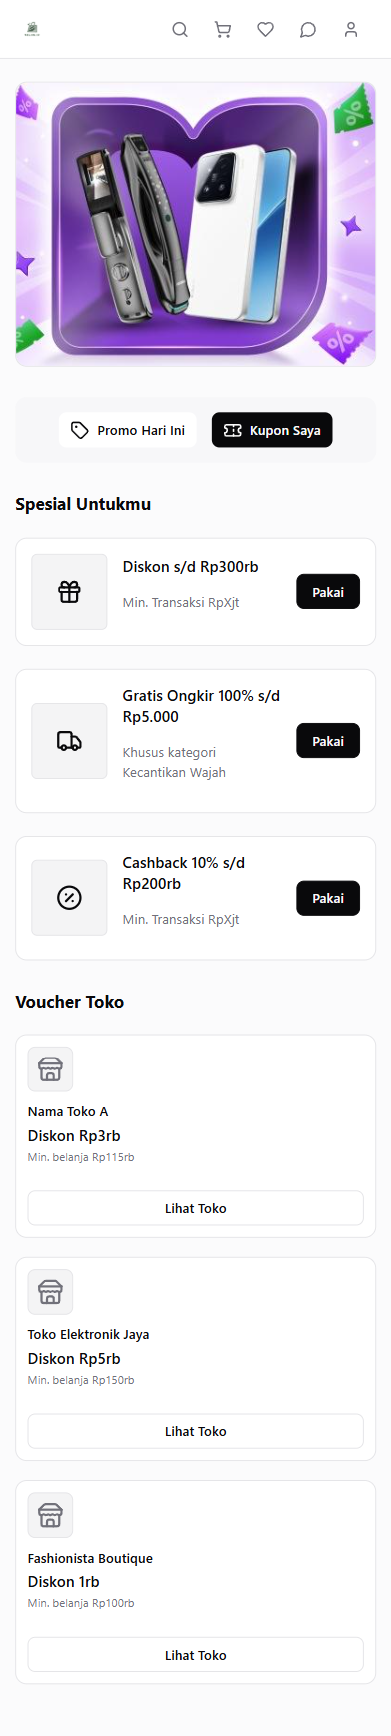 Promo Hari Ini
Kupon Saya
Spesial Untukmu
Diskon s/d Rp300rb
Min. Transaksi RpXjt
Pakai
Gratis Ongkir 100% s/d
Rp5.000
Khusus kategori
Kecantikan Wajah
Pakai
Cashback 10% s/d
Rp200rb
Min. Transaksi RpXjt
Pakai
Voucher Toko
Nama Toko A
Diskon Rp3rb
Min. belanja Rp115rb
Lihat Toko
Toko Elektronik Jaya
Diskon Rp5rb
Min. belanja Rp150rb
Lihat Toko
Fashionista Boutique
Diskon 1rb
Min. belanja Rp100rb
Lihat Toko